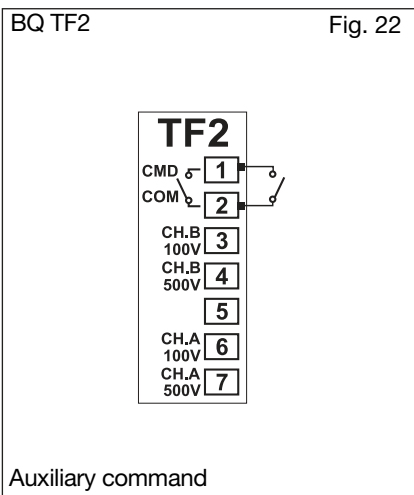 BQ TF2 Fig. 22
TF2
CMD 1
COM 2
CH.B
100V 3
CH.B
500V 4
5
CH.A
100V 6
CH.A
500V 7
Auxiliary command